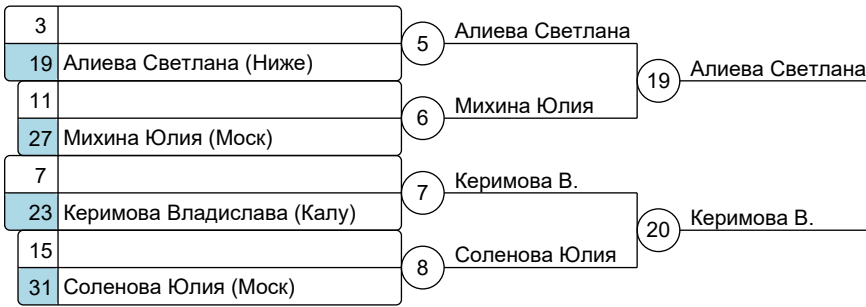 3
19 Алиева Светлана (Ниже)
5
Алиева Светлана
11
27 Михина Юлия (Моск)
6
Михина Юлия
19
Алиева Светлана
7
23 Керимова Владислава (Калу)
7
Керимова В.
15
31 Соленова Юлия (Моск)
8
Соленова Юлия
20
Керимова В.